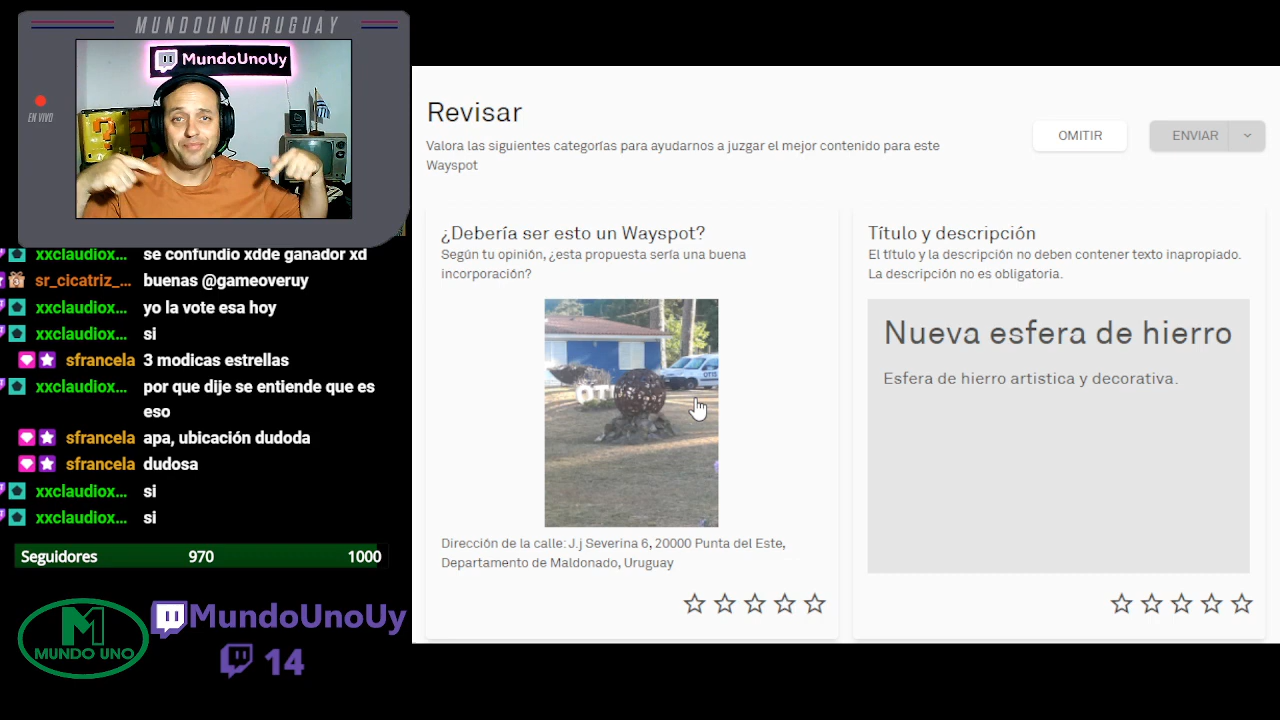 MUNDOUNOURUGUAY
MundoUnoUy
EN VIVO
xxclaudiox... se confundio xdde ganador xd
sr_cicatriz_... buenas @gameoveruy
xxclaudiox... yo la vote esa hoy
xxclaudiox... si
sfrancela 3 modicas estrellas
xxclaudiox... por que dije se entiende que es
eso
sfrancela apa, ubicación dudoda
sfrancela dudosa
xxclaudiox... si
xxclaudiox... si
Seguidores 970 1000
M
MUNDO UNO
MundoUnoUy
14
Revisar
Valora las siguientes categorías para ayudarnos a juzgar el mejor contenido para este
Wayspot
OMITIR
ENVIAR
¿Debería ser esto un Wayspot?
Según tu opinión, ¿esta propuesta sería una buena
incorporación?
OTIS
Dirección de la calle: J.j Severina 6, 20000 Punta del Este,
Departamento de Maldonado, Uruguay
Título y descripción
El título y la descripción no deben contener texto inapropiado.
La descripción no es obligatoria.
Nueva esfera de hierro
Esfera de hierro artistica y decorativa.